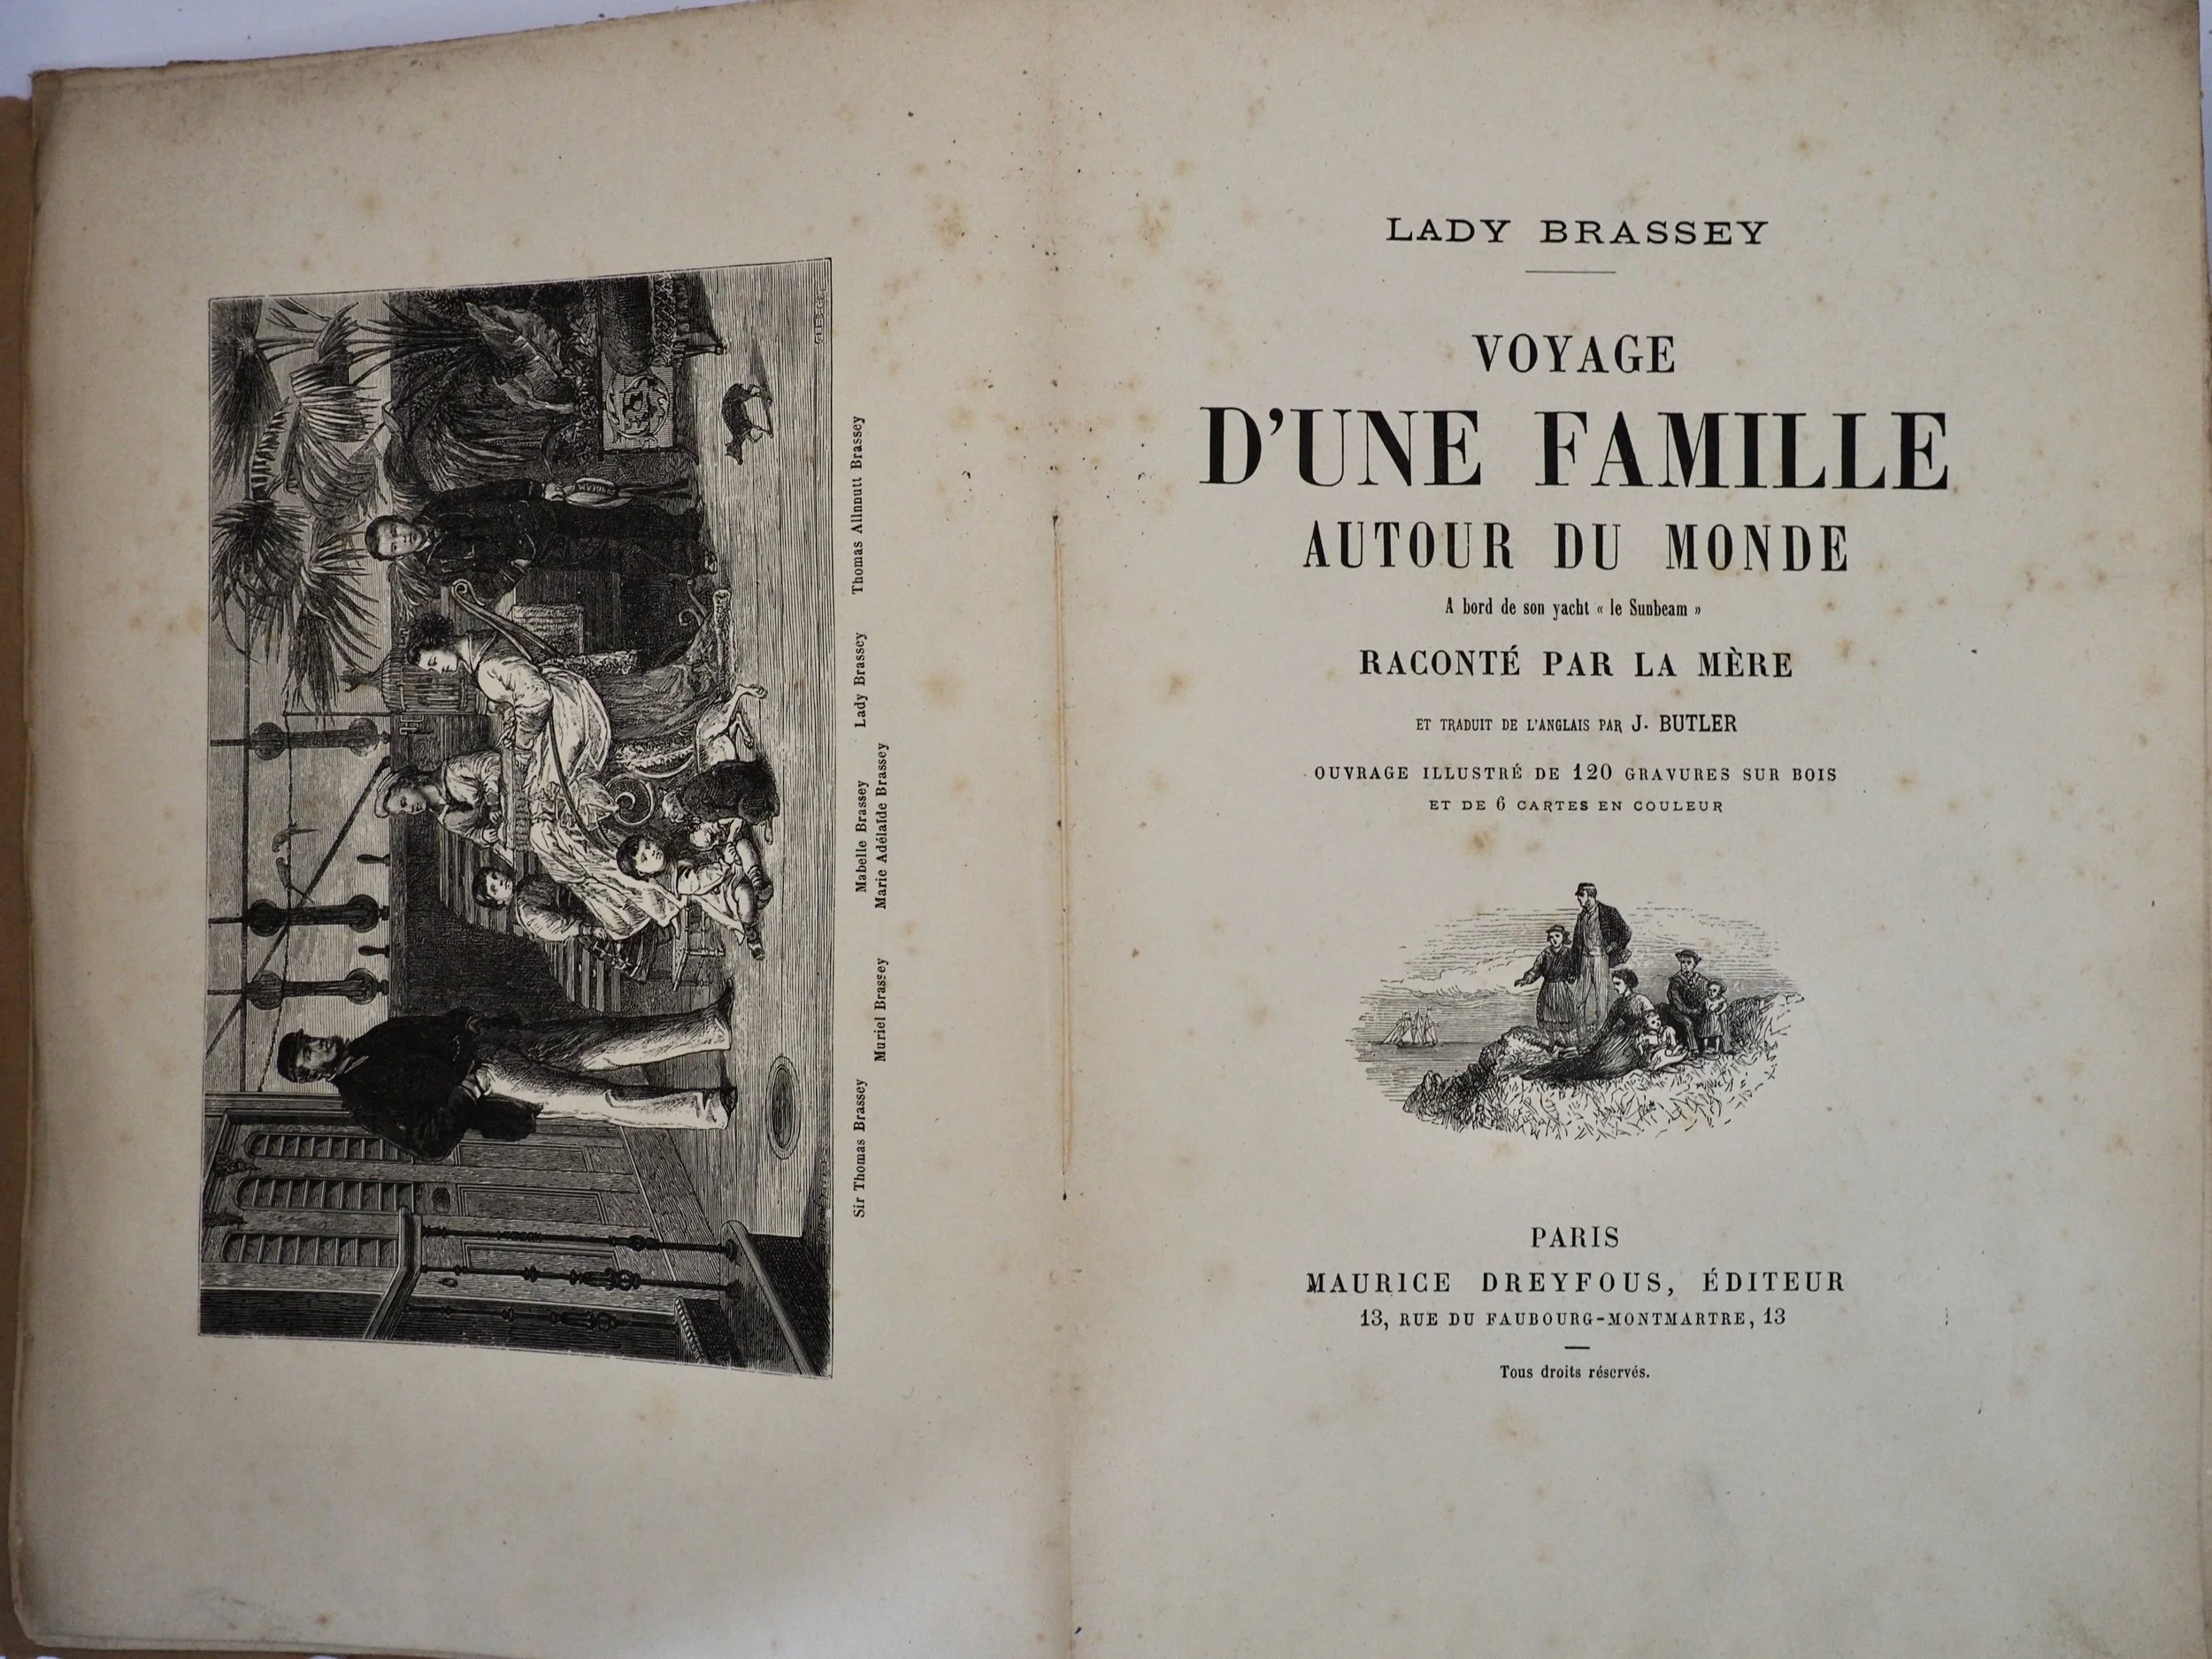 Sir Thomas Brassey Mabelle Brassey Lady Brassey Thomas Allnnutt Brassey
Muriel Brassey Marie Adélaïde Brassey
LADY BRASSEY
VOYAGE
D'UNE FAMILLE
AUTOUR DU MONDE
A bord de son yacht « le Sunbeam »
RACONTÉ PAR LA MÈRE
ET TRADUIT DE L'ANGLAIS PAR J. BUTLER
OUVRAGE ILLUSTRÉ DE 120 GRAVURES SUR BOIS
ET DE 6 CARTES EN COULEUR
PARIS
MAURICE DREYFOUS, ÉDITEUR
13, RUE DU FAUBOURG-MONTMARTRE, 13
Tous droits réservés.